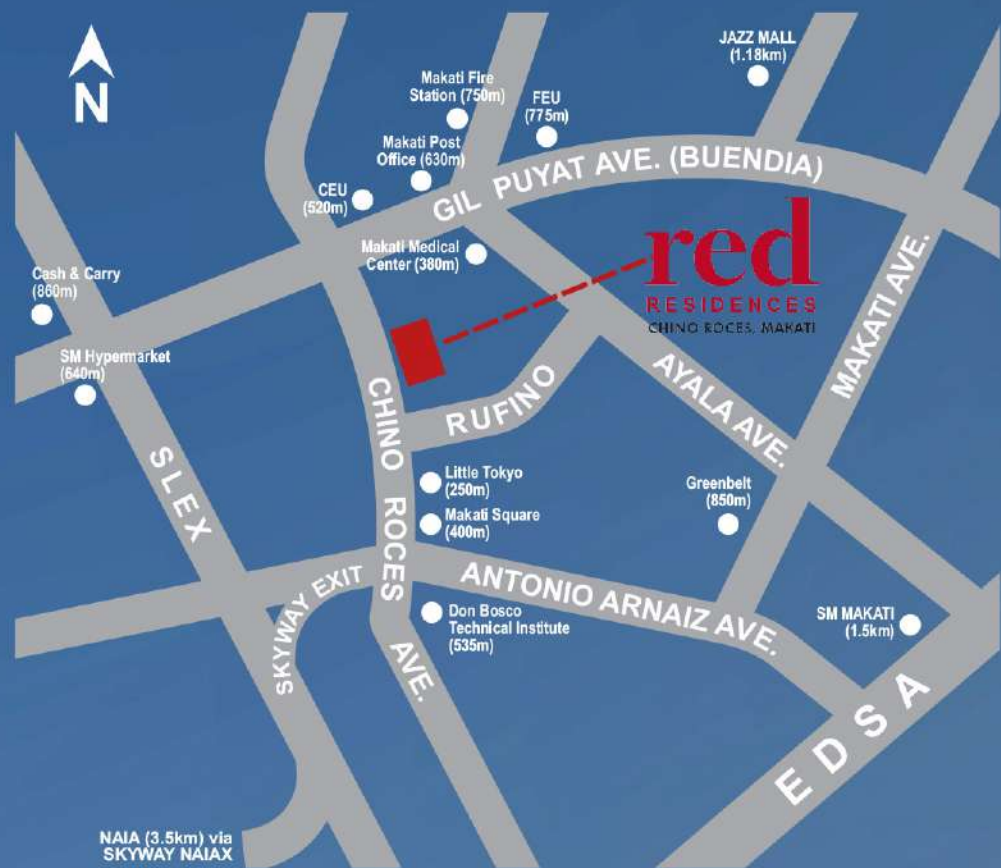 N
JAZZ MALL
(1.18km)
Makati Fire
Station (750m)
FEU
(775m)
Makati Post
Office (630m)
CEU
(520m)
GIL PUYAT AVE. (BUENDIA)
Makati Medical
Center (380m)
red
RESIDENCES
CHINO ROCES, MAKATI
Cash & Carry
(860m)
SM Hypermarket
(640m)
MAKATI AVE.
AYALA AVE.
RUFINO
CHINO ROCES AVE.
SLEX
Little Tokyo
(250m)
Makati Square
(400m)
Greenbelt
(850m)
SKYWAY EXIT
ANTONIO ARNAIZ AVE.
Don Bosco
Technical Institute
(535m)
SM MAKATI
(1.5km)
EDSA
NAIA (3.5km) via
SKYWAY NAIAX